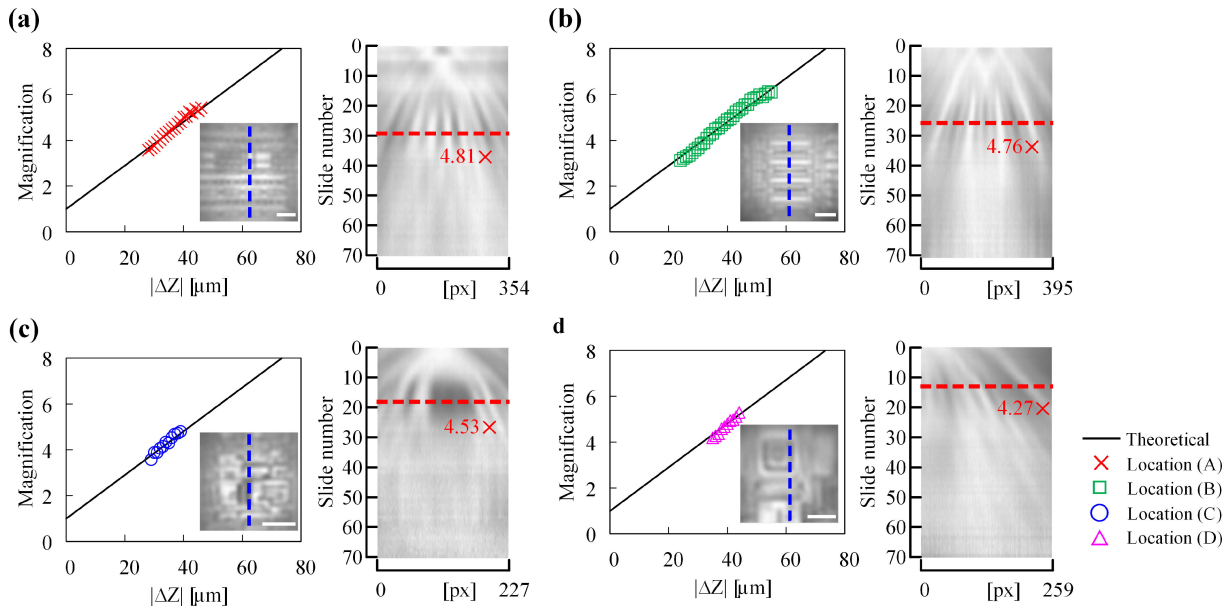 (a)
8
6
4
2
0
Magnification
0 20 40 60 80
|ΔZ| [μm]
0
10
20
30
40
50
60
70
Slide number
4.81×
0 [px] 354
(b)
8
6
4
2
0
Magnification
0 20 40 60 80
|ΔZ| [μm]
0
10
20
30
40
50
60
70
Slide number
4.76×
0 [px] 395
(c)
8
6
4
2
0
Magnification
0 20 40 60 80
|ΔZ| [μm]
0
10
20
30
40
50
60
70
Slide number
4.53×
0 [px] 227
d
8
6
4
2
0
Magnification
0 20 40 60 80
|ΔZ| [μm]
0
10
20
30
40
50
60
70
Slide number
4.27×
0 [px] 259
Theoretical
Location (A)
Location (B)
Location (C)
Location (D)